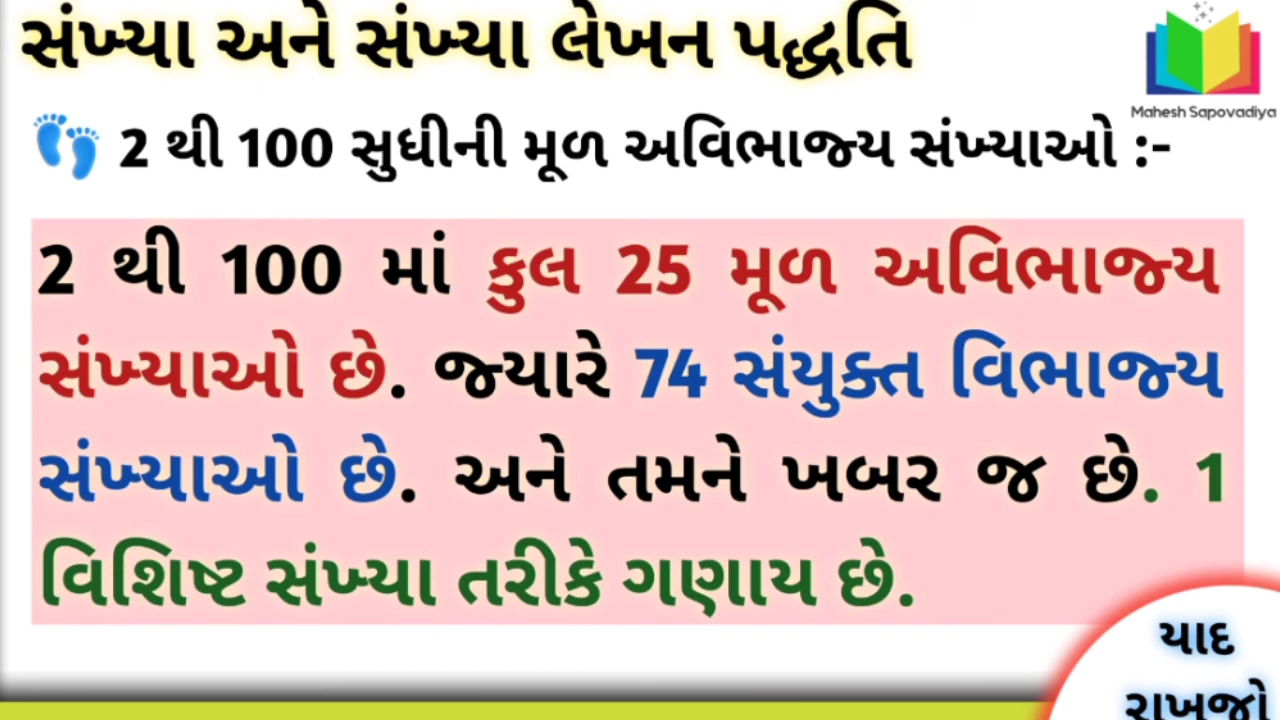 સંખ્યા અને સંખ્યા લેખન પદ્ધતિ
Mahesh Sapovadiya
2 થી 100 સુધીની મૂળ અવિભાજ્ય સંખ્યાઓ :-
2 થી 100 માં કુલ 25 મૂળ અવિભાજ્ય
સંખ્યાઓ છે. જ્યારે 74 સંયુક્ત વિભાજ્ય
સંખ્યાઓ છે. અને તમને ખબર જ છે. 1
વિશિષ્ટ સંખ્યા તરીકે ગણાય છે.
યાદ
રાખજો